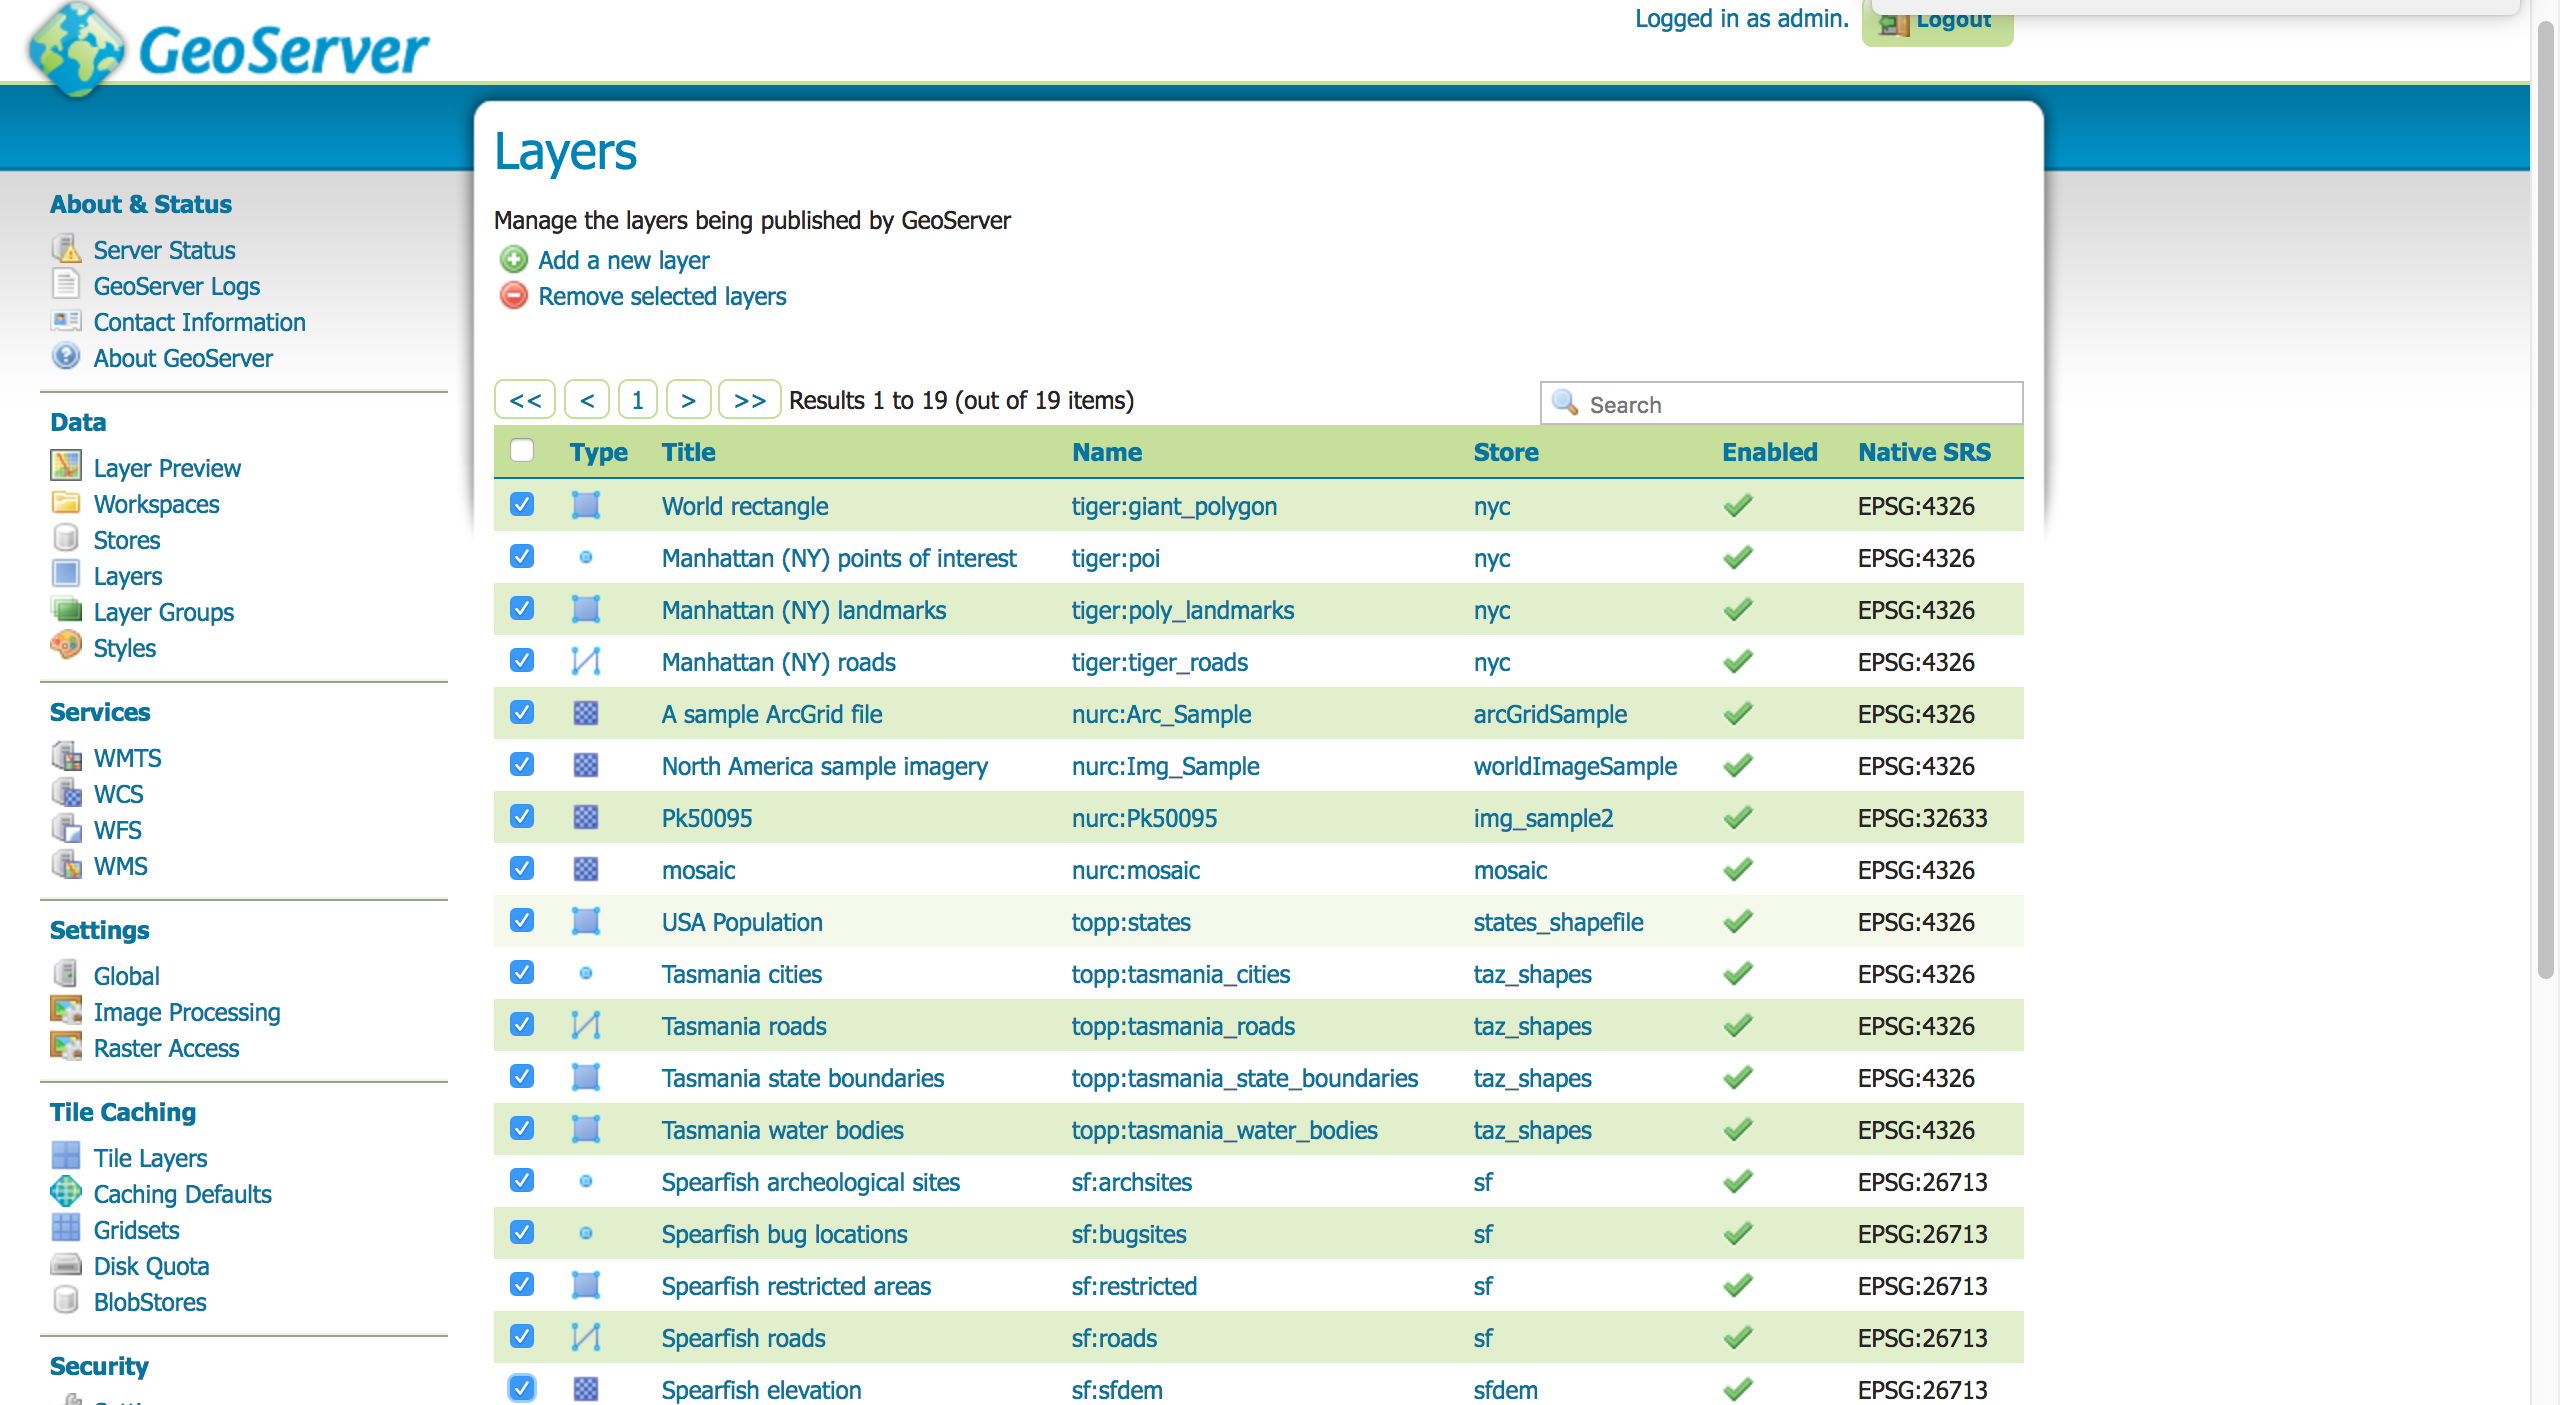 GeoServer
Logged in as admin. Logout
About & Status
Server Status
GeoServer Logs
Contact Information
About GeoServer
Data
Layer Preview
Workspaces
Stores
Layers
Layer Groups
Styles
Services
WMTS
WCS
WFS
WMS
Settings
Global
Image Processing
Raster Access
Tile Caching
Tile Layers
Caching Defaults
Gridsets
Disk Quota
BlobStores
Security
Layers
Manage the layers being published by GeoServer
Add a new layer
Remove selected layers
<< < 1 > >> Results 1 to 19 (out of 19 items) Search
Type Title Name Store Enabled Native SRS
World rectangle tiger:giant_polygon nyc EPSG:4326
Manhattan (NY) points of interest tiger:poi nyc EPSG:4326
Manhattan (NY) landmarks tiger:poly_landmarks nyc EPSG:4326
Manhattan (NY) roads tiger:tiger_roads nyc EPSG:4326
A sample ArcGrid file nurc:Arc_Sample arcGridSample EPSG:4326
North America sample imagery nurc:Img_Sample worldImageSample EPSG:4326
Pk50095 nurc:Pk50095 img_sample2 EPSG:32633
mosaic nurc:mosaic mosaic EPSG:4326
USA Population topp:states states_shapefile EPSG:4326
Tasmania cities topp:tasmania_cities taz_shapes EPSG:4326
Tasmania roads topp:tasmania_roads taz_shapes EPSG:4326
Tasmania state boundaries topp:tasmania_state_boundaries taz_shapes EPSG:4326
Tasmania water bodies topp:tasmania_water_bodies taz_shapes EPSG:4326
Spearfish archeological sites sf:archsites sf EPSG:26713
Spearfish bug locations sf:bugsites sf EPSG:26713
Spearfish restricted areas sf:restricted sf EPSG:26713
Spearfish roads sf:roads sf EPSG:26713
Spearfish elevation sf:sfdem sfdem EPSG:26713